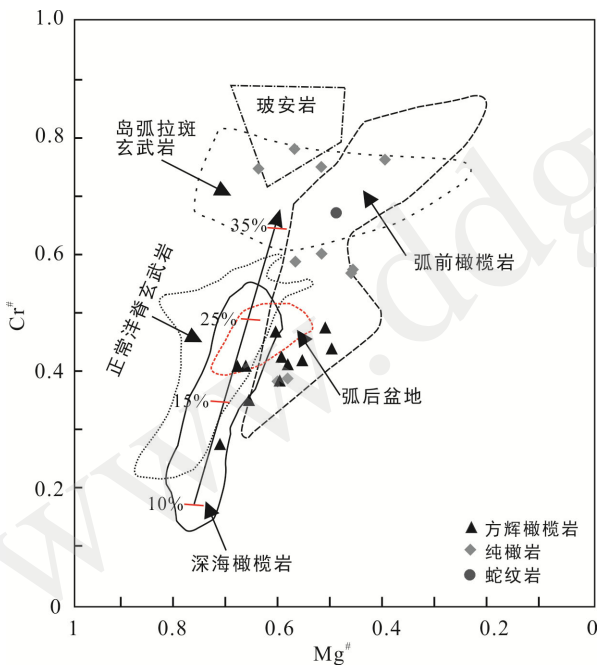 1.0
玻安岩
岛弧拉斑
玄武岩
0.8
35%
0.6
弧前橄榄岩
正常洋脊玄武岩
Cr#
25%
0.4
15%
弧后盆地
0.2
10%
深海橄榄岩
方辉橄榄岩
纯橄岩
蛇纹岩
0
1
0.8
0.6
0.4
0.2
0
Mg#
www.ddg